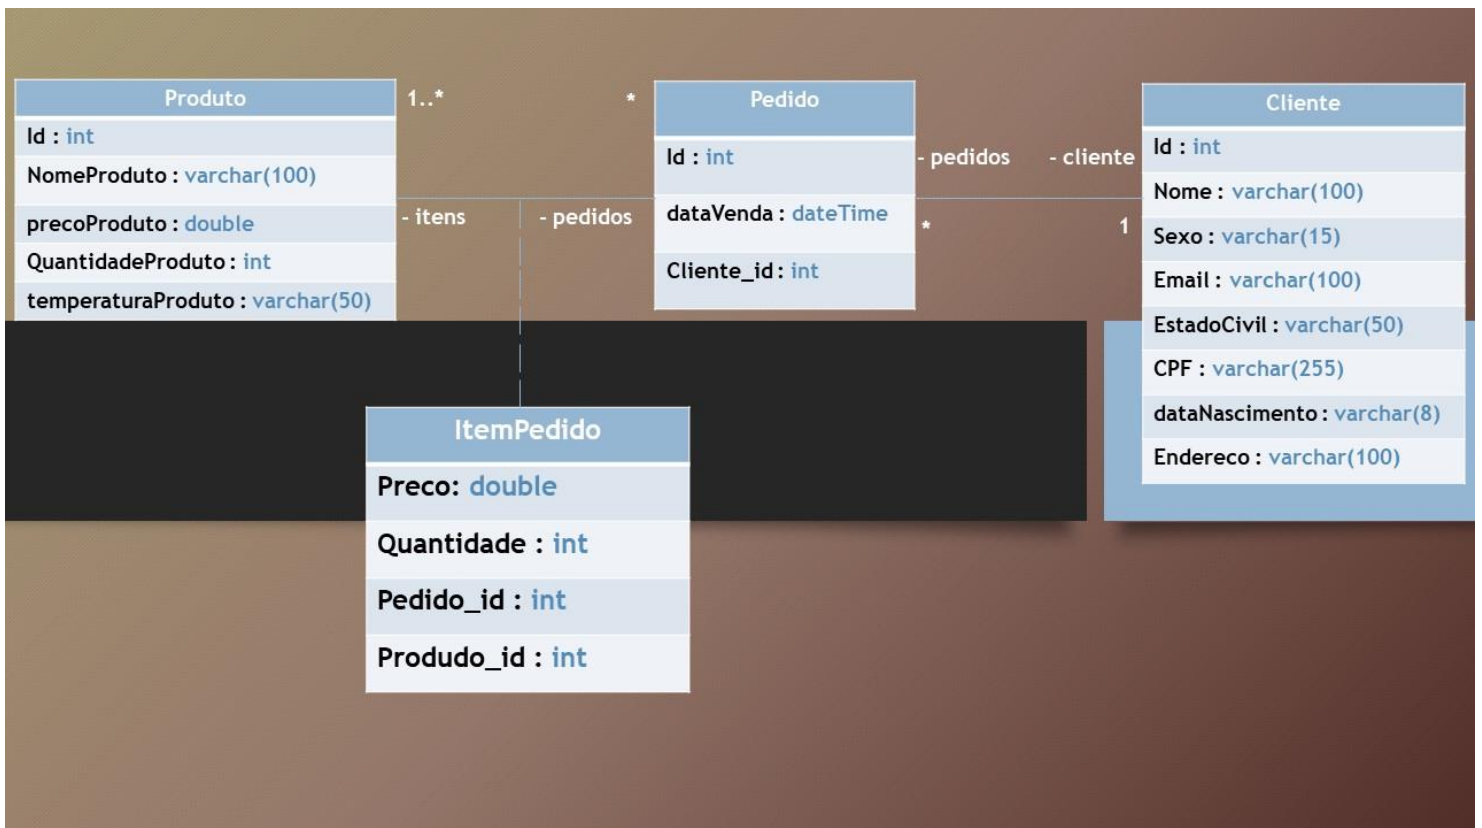 Produto
Id : int
NomeProduto : varchar(100)
precoProduto : double
QuantidadeProduto : int
temperaturaProduto : varchar(50)
1..*
*
- itens
- pedidos
Pedido
Id : int
dataVenda : dateTime
Cliente_id : int
- pedidos
- cliente
*
1
Cliente
Id : int
Nome : varchar(100)
Sexo : varchar(15)
Email : varchar(100)
EstadoCivil : varchar(50)
CPF : varchar(255)
dataNascimento : varchar(8)
Endereco : varchar(100)
ItemPedido
Preco: double
Quantidade : int
Pedido_id : int
Produdo_id : int